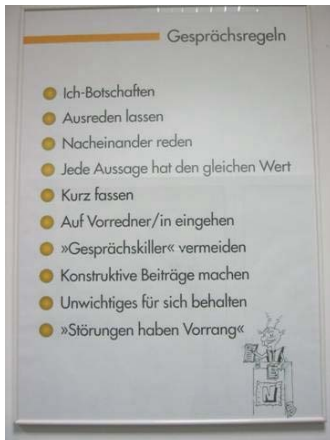 Gesprächsregeln
Ich-Botschaften
Ausreden lassen
Nacheinander reden
Jede Aussage hat den gleichen Wert
Kurz fassen
Auf Vorredner/in eingehen
»Gesprächskiller« vermeiden
Konstruktive Beiträge machen
Unwichtiges für sich behalten
»Störungen haben Vorrang«